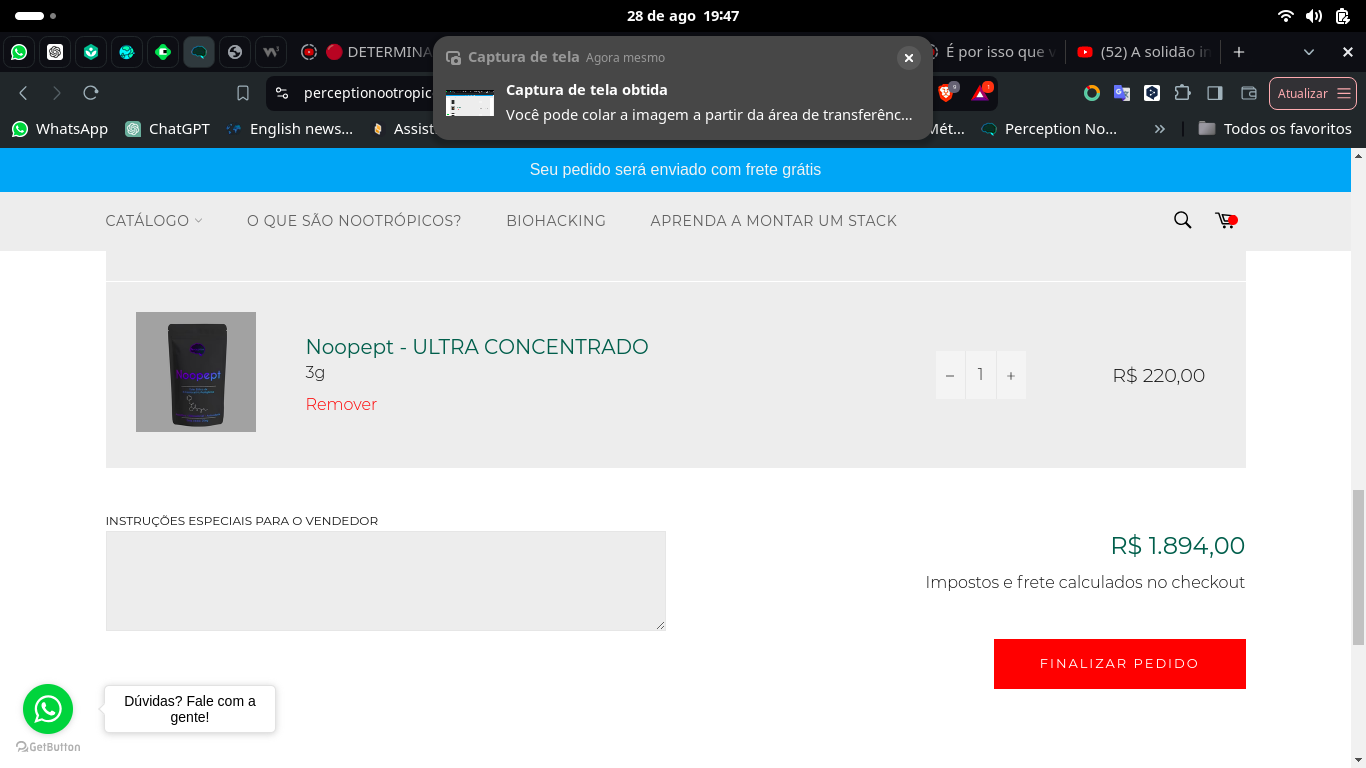 28 de ago 19:47
DETERMINA
É por isso que v
(52) A solidão in
Captura de tela Agora mesmo
Captura de tela obtida
Você pode colar a imagem a partir da área de transferênc...
perceptionootropic
Atualizar
WhatsApp
ChatGPT
English news...
Assist
Mét...
Perception No...
Todos os favoritos
Seu pedido será enviado com frete grátis
CATÁLOGO
O QUE SÃO NOOTRÓPICOS?
BIOHACKING
APRENDA A MONTAR UM STACK
Noopept
Noopept - ULTRA CONCENTRADO
3g
Remover
− 1 +
R$ 220,00
INSTRUÇÕES ESPECIAIS PARA O VENDEDOR
R$ 1.894,00
Impostos e frete calculados no checkout
FINALIZAR PEDIDO
Dúvidas? Fale com a
gente!
GetButton